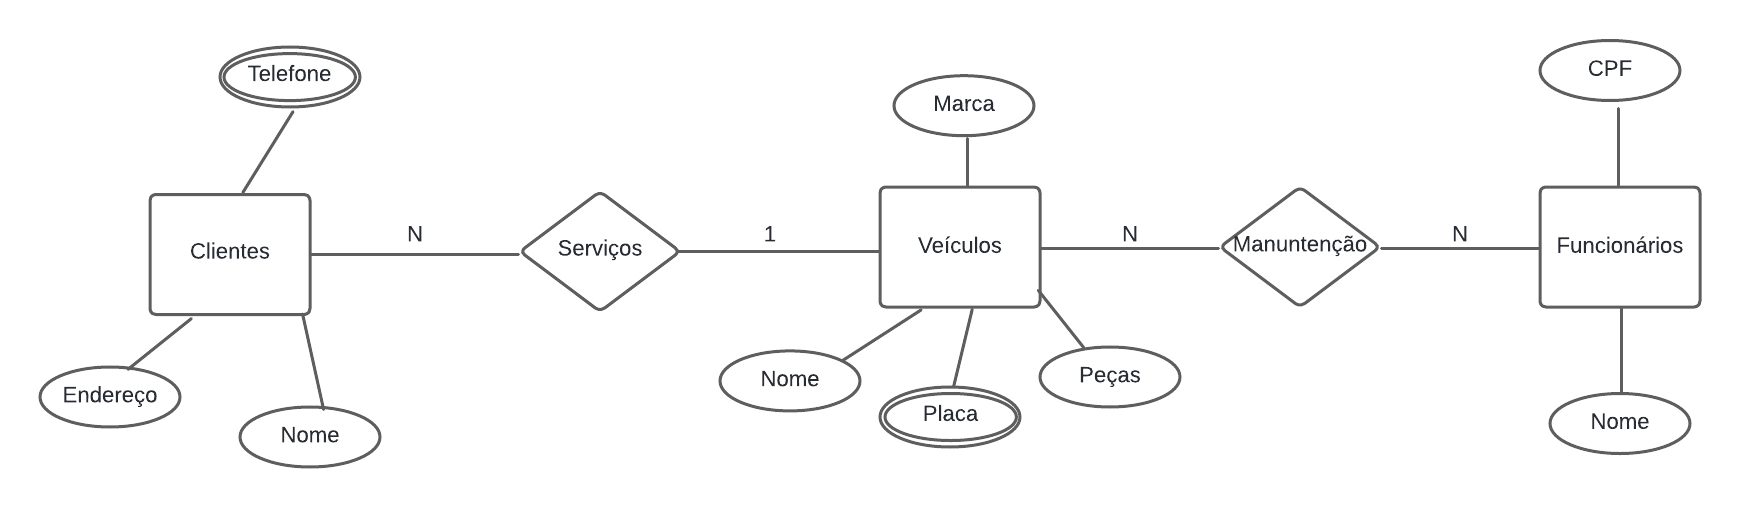 Telefone
CPF
Marca
Clientes
N
Serviços
1
Veículos
N
Manuntenção
N
Funcionários
Endereço
Nome
Nome
Placa
Peças
Nome